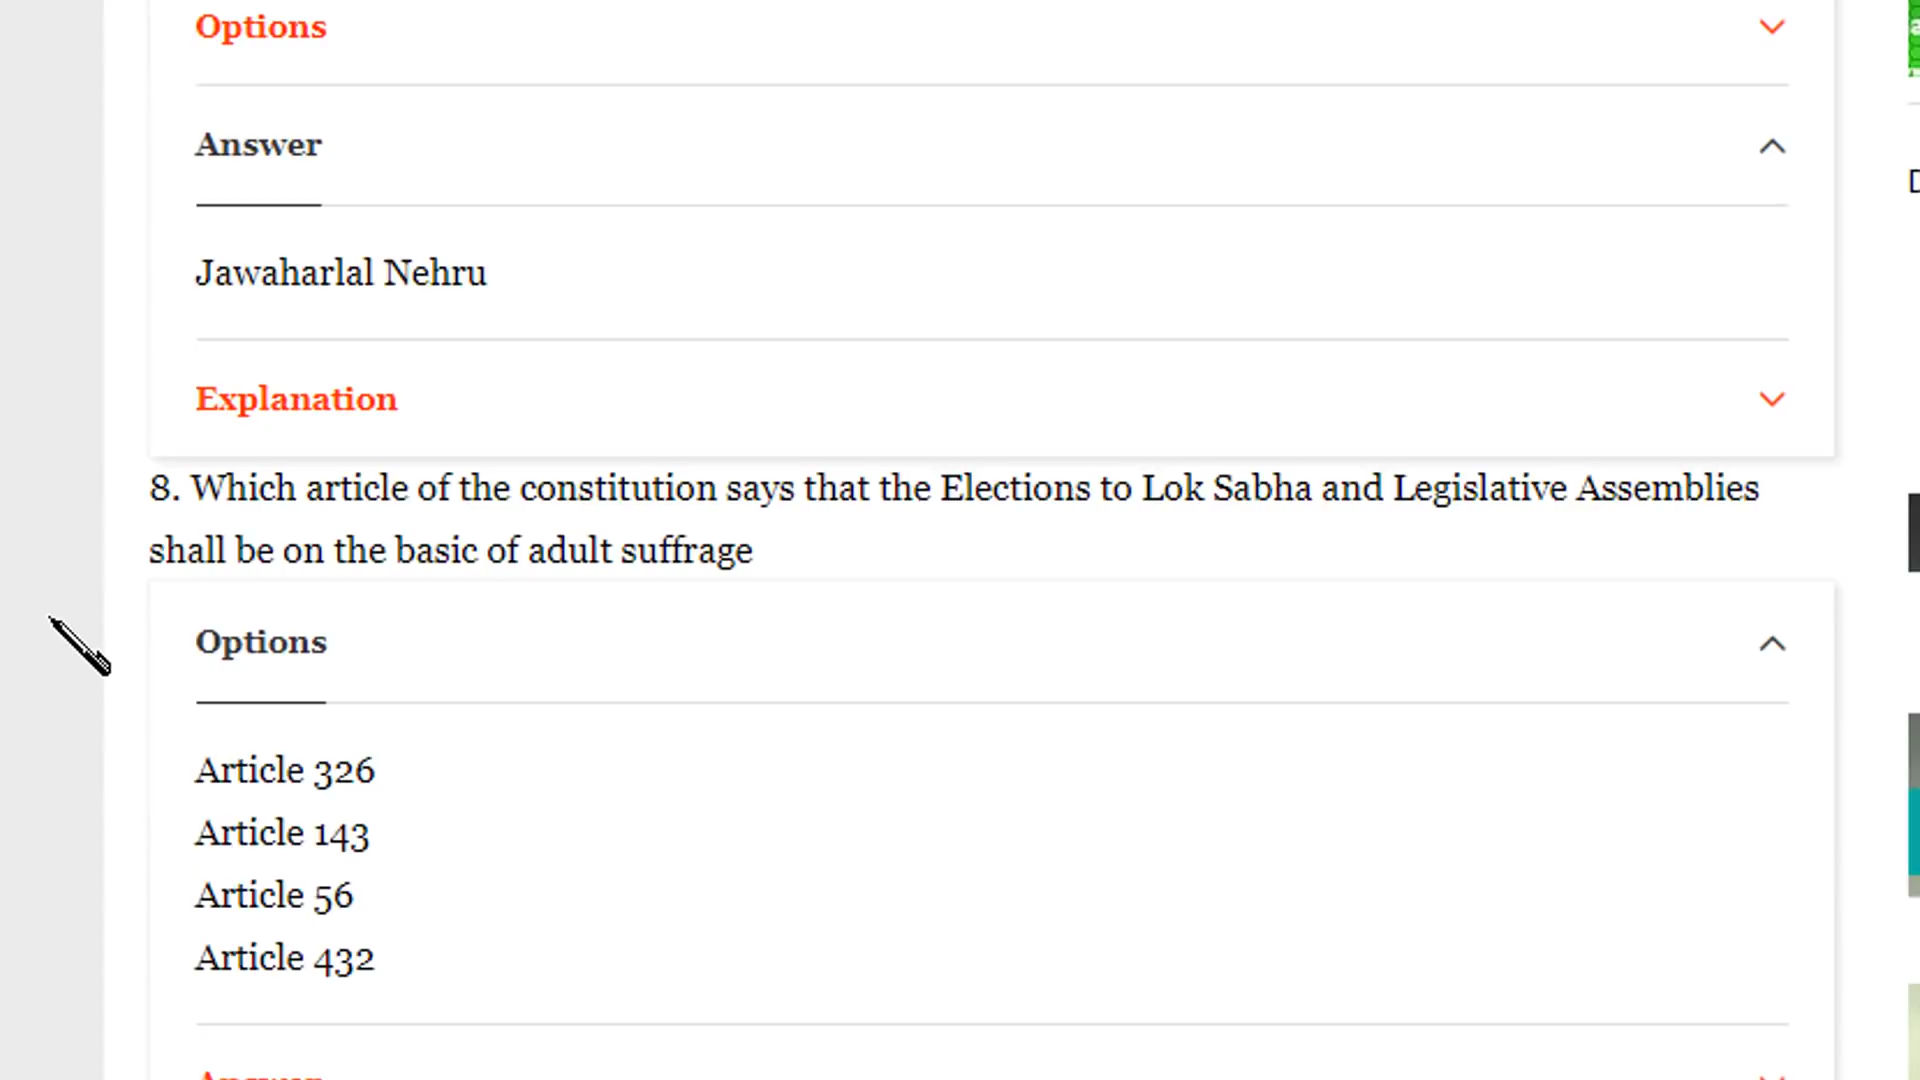 Options
Answer
Jawaharlal Nehru
Explanation
8. Which article of the constitution says that the Elections to Lok Sabha and Legislative Assemblies
shall be on the basic of adult suffrage
Options
Article 326
Article 143
Article 56
Article 432